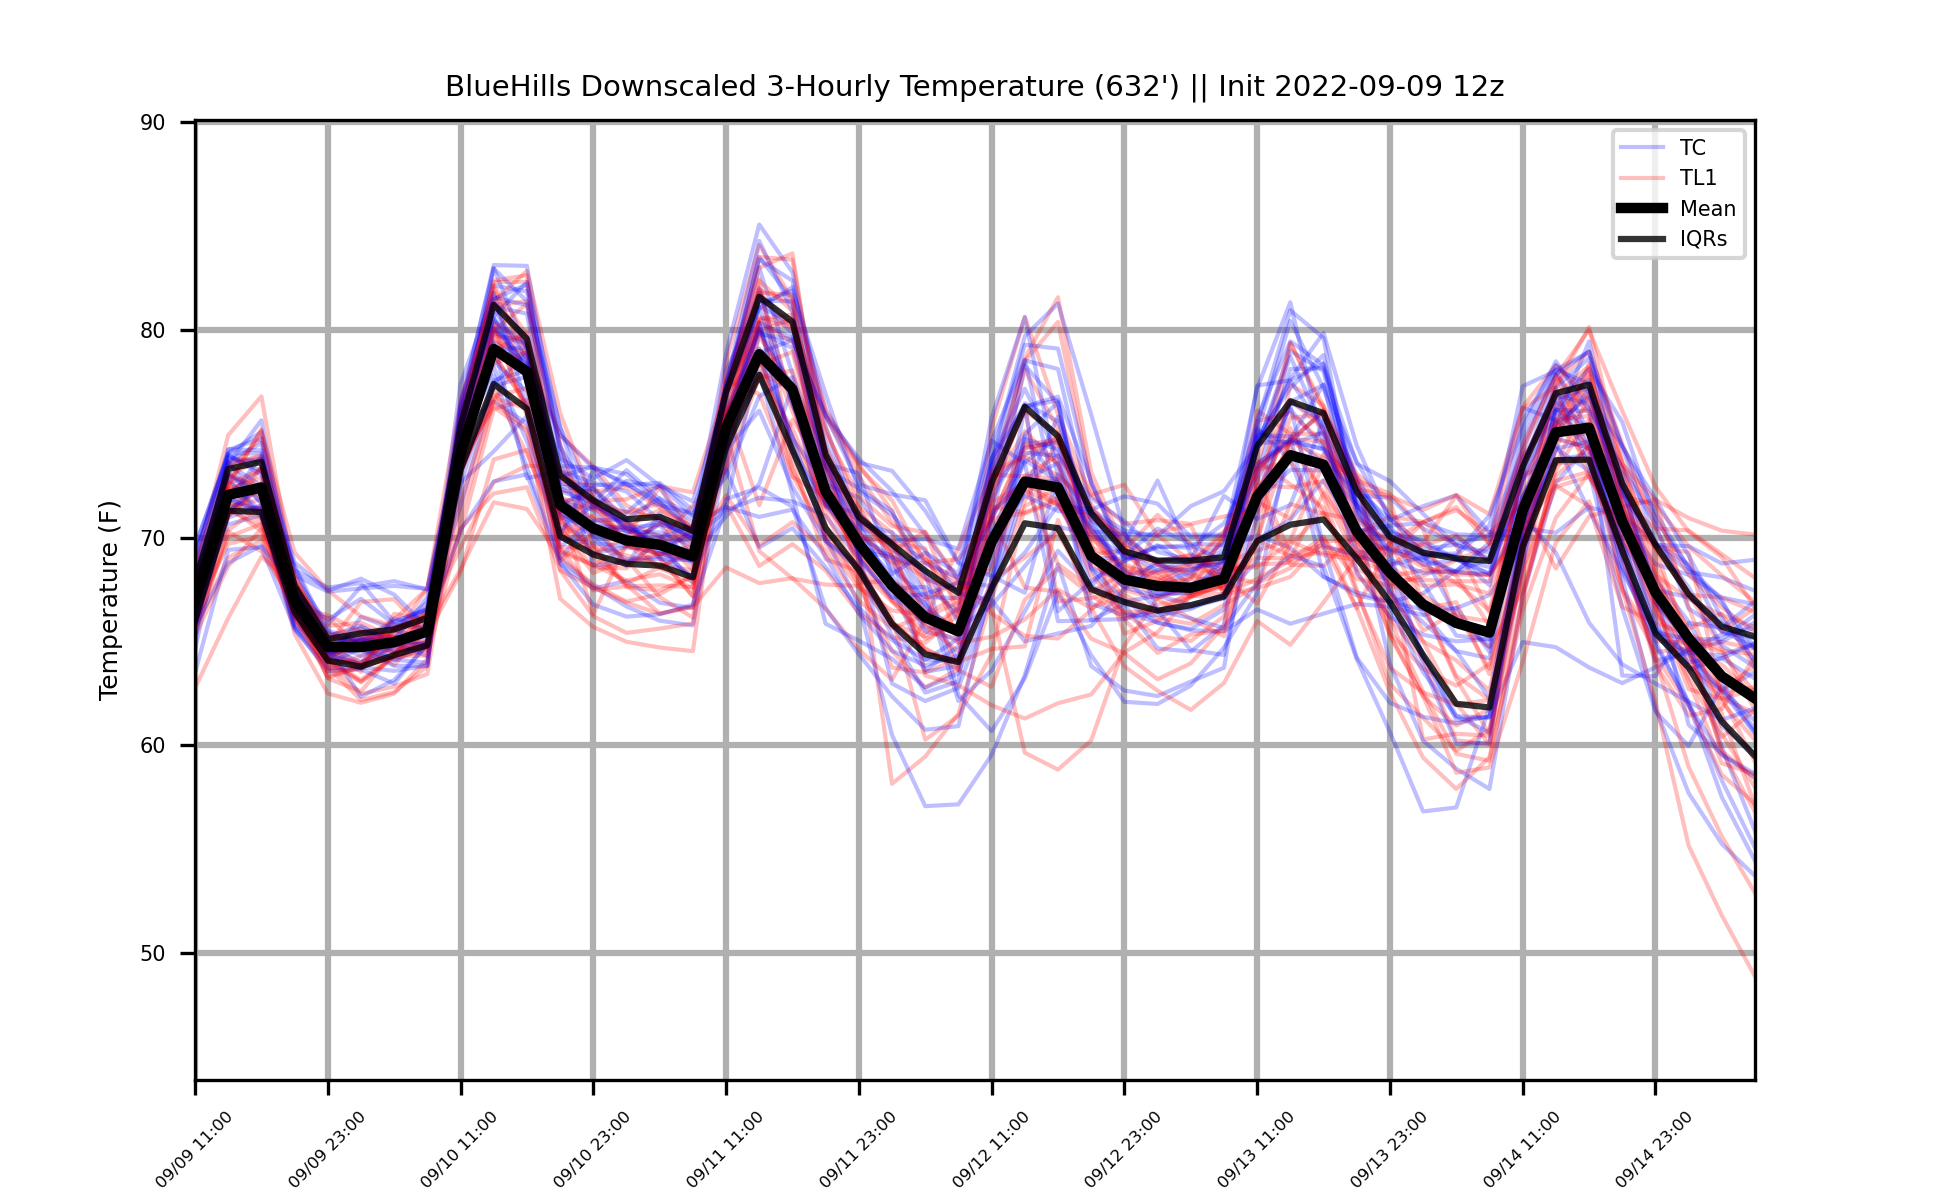 BlueHills Downscaled 3-Hourly Temperature (632') || Init 2022-09-09 12z
TC
TL1
Mean
IQRs
Temperature (F)
90
80
70
60
50
09/09 11:00
09/09 23:00
09/10 11:00
09/10 23:00
09/11 11:00
09/11 23:00
09/12 11:00
09/12 23:00
09/13 11:00
09/13 23:00
09/14 11:00
09/14 23:00